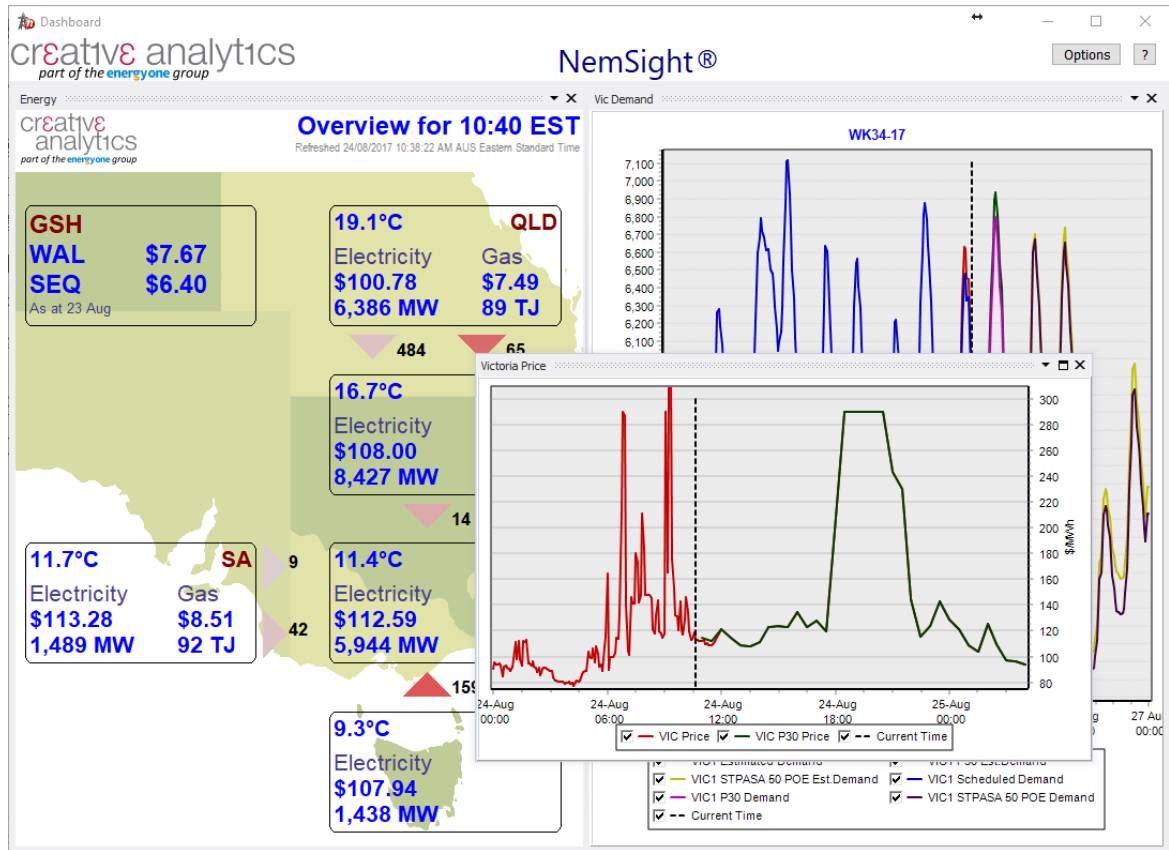 Dashboard
creative analytics
part of the energyone group
NemSight®
Options
?
Energy
creative
analytics
part of the energyone group
Overview for 10:40 EST
Refreshed 24/08/2017 10:38:22 AM AUS Eastern Standard Time
GSH
WAL $7.67
SEQ $6.40
As at 23 Aug
19.1°C QLD
Electricity Gas
$100.78 $7.49
6,386 MW 89 TJ
484 65
16.7°C
Electricity
$108.00
8,427 MW
14
11.7°C SA
Electricity Gas
$113.28 $8.51
1,489 MW 92 TJ
9
42
11.4°C
Electricity
$112.59
5,944 MW
159
9.3°C
Electricity
$107.94
1,438 MW
Vic Demand
WK34-17
7,100
7,000
6,900
6,800
6,700
6,600
6,500
6,400
6,300
6,200
6,100
Victoria Price
300
280
260
240
220
200
180
160
140
120
100
80
$/MWh
24-Aug 24-Aug 24-Aug 24-Aug 25-Aug
00:00 06:00 12:00 18:00 00:00
VIC Price VIC P30 Price Current Time
27 Au
00:00
VIC1 Estimated Demand
VIC1 STPASA 50 POE Est.Demand VIC1 Scheduled Demand
VIC1 P30 Demand VIC1 STPASA 50 POE Demand
Current Time